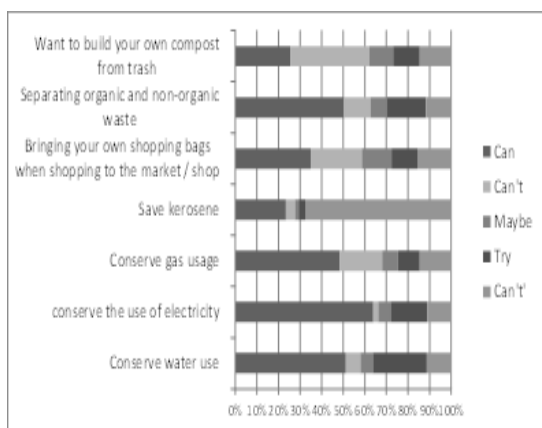 Want to build your own compost
from trash
Separating organic and non-organic
waste
Bringing your own shopping bags
when shopping to the market / shop
Save kerosene
Conserve gas usage
conserve the use of electricity
Conserve water use
0% 10% 20% 30% 40% 50% 60% 70% 80% 90% 100%
Can
Can't
Maybe
Try
Can't'